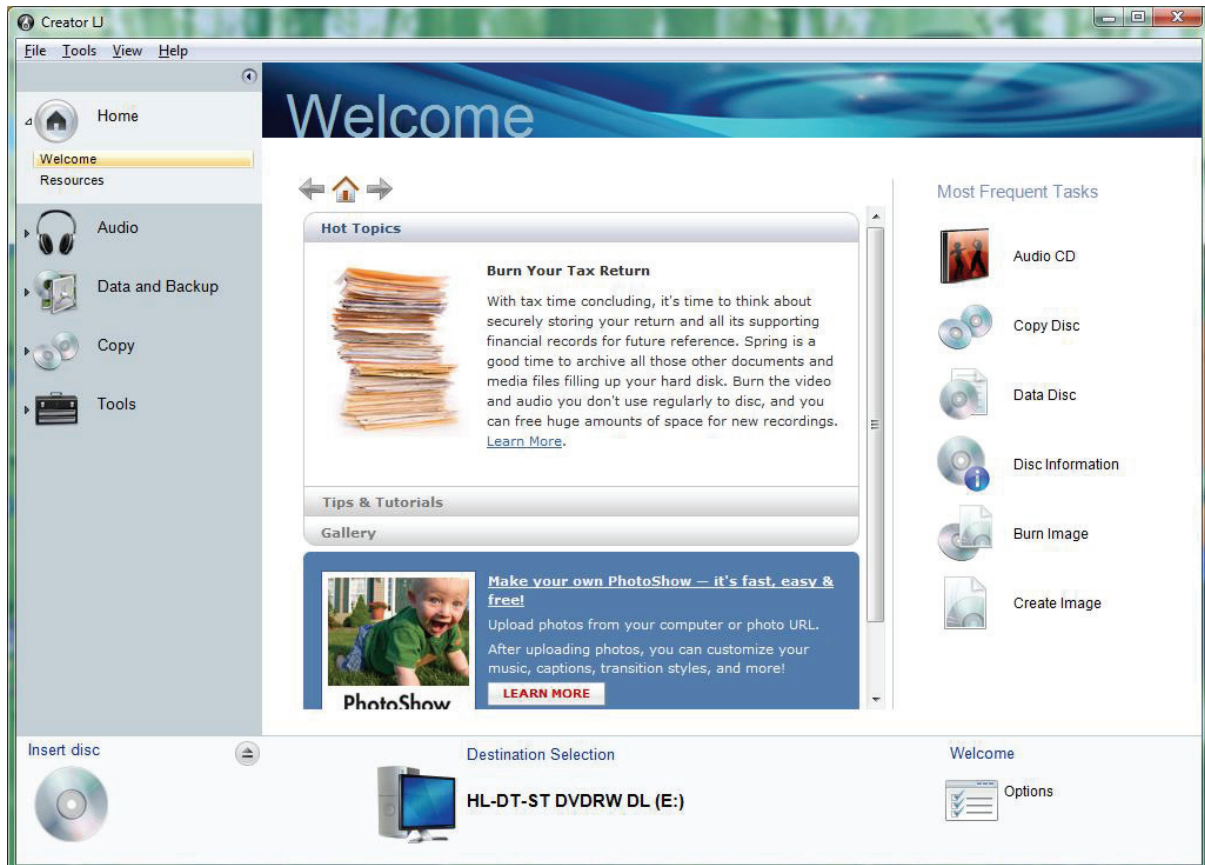 Creator LJ
File Tools View Help
Home
Welcome
Resources
Audio
Data and Backup
Copy
Tools
Welcome
Hot Topics
Burn Your Tax Return
With tax time concluding, it's time to think about
securely storing your return and all its supporting
financial records for future reference. Spring is a
good time to archive all those other documents and
media files filling up your hard disk. Burn the video
and audio you don't use regularly to disc, and you
can free huge amounts of space for new recordings.
Learn More.
Tips & Tutorials
Gallery
Make your own PhotoShow — it's fast, easy &
free!
Upload photos from your computer or photo URL.
After uploading photos, you can customize your
music, captions, transition styles, and more!
LEARN MORE
PhotoShow
Most Frequent Tasks
Audio CD
Copy Disc
Data Disc
Disc Information
Burn Image
Create Image
Insert disc
Destination Selection
HL-DT-ST DVDRW DL (E:)
Welcome
Options